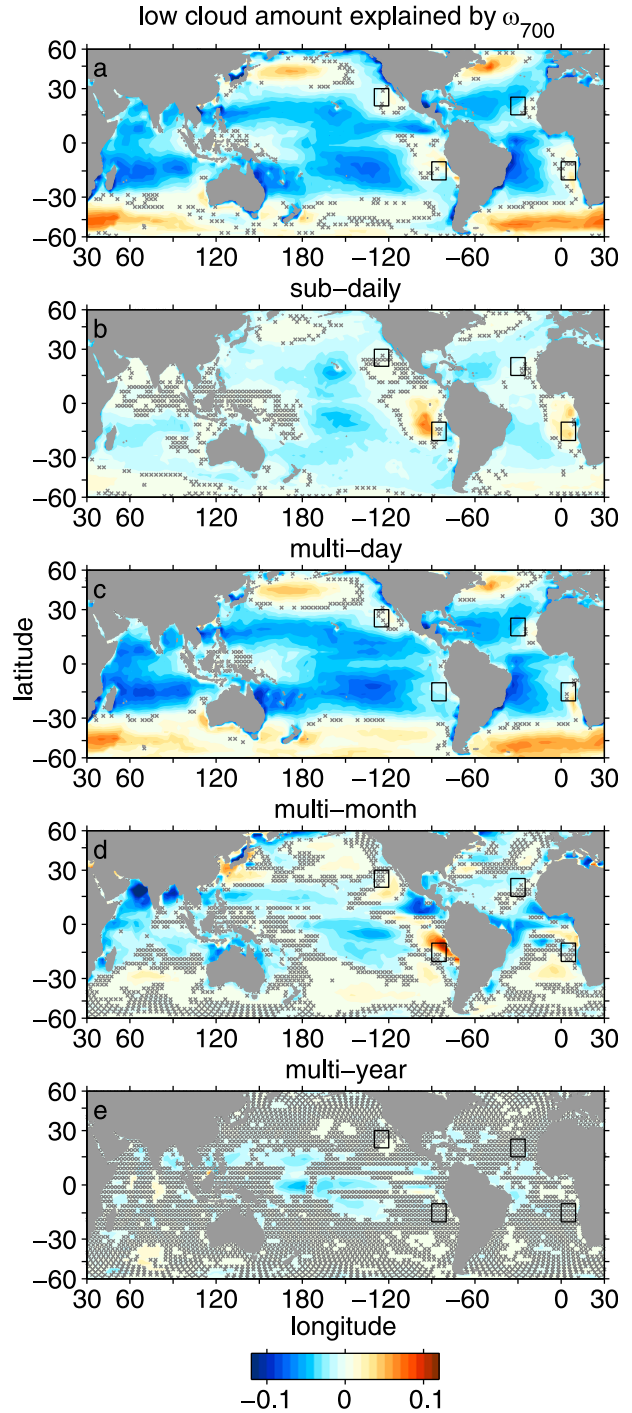 low cloud amount explained by ω700
a
60
30
0
−30
−60
30 60 120 180 −120 −60 0 30
sub−daily
b
60
30
0
−30
−60
30 60 120 180 −120 −60 0 30
multi−day
c
60
30
0
−30
−60
latitude
30 60 120 180 −120 −60 0 30
multi−month
d
60
30
0
−30
−60
30 60 120 180 −120 −60 0 30
multi−year
e
60
30
0
−30
−60
30 60 120 180 −120 −60 0 30
longitude
−0.1 0 0.1